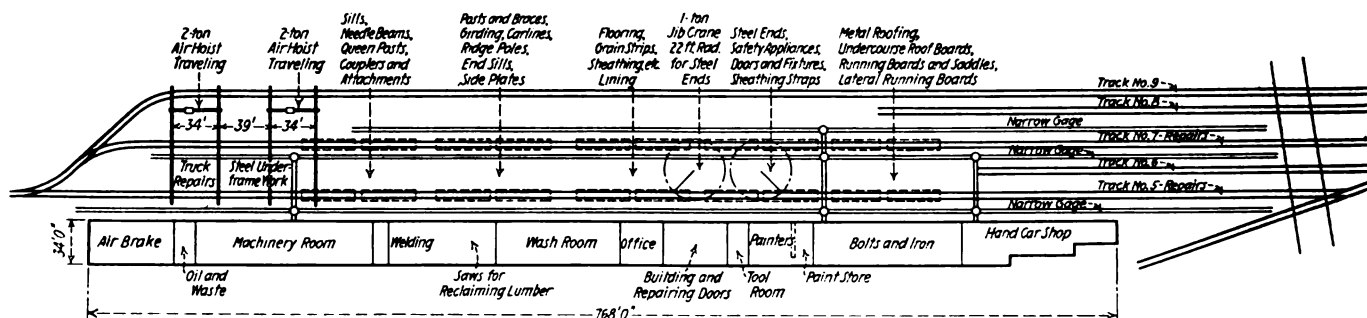 2-ton
Air Hoist
Traveling
2-ton
Air Hoist
Traveling
Sills,
Needle Beams,
Queen Posts,
Couplers and
Attachments
Posts and Braces,
Girding, Carlines,
Ridge Poles,
End Sills,
Side Plates
Flooring,
Grain Strips,
Sheathing, etc.
Lining
1-ton
Jib Crane
22 ft. Rad.
for Steel
Ends
Steel Ends,
Safety Appliances,
Doors and Fixtures,
Sheathing Straps
Metal Roofing,
Undercourse Roof Boards,
Running Boards and Saddles,
Lateral Running Boards
Track No. 9
Track No. 8
Narrow Gage
Track No. 7 - Repairs
Narrow Gage
Track No. 6
Track No. 5 - Repairs
Narrow Gage
34'
39'
34'
Truck
Repairs
Steel Under-
frame Work
34'0"
Air Brake
Machinery Room
Welding
Wash Room
Office
Painters
Bolts and Iron
Hand Car Shop
Oil and
Waste
Saws for
Reclaiming Lumber
Building and
Repairing Doors
Tool
Room
Paint Store
768'0"